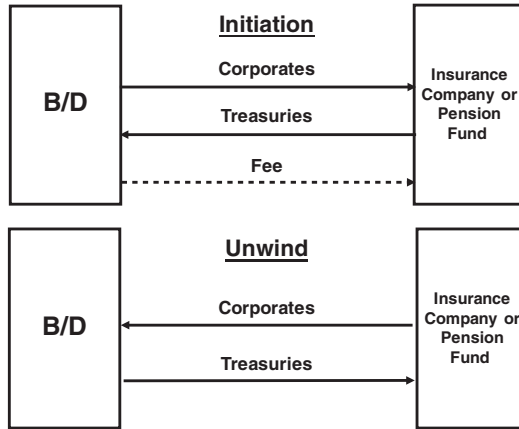 Initiation
B/D
Corporates
Treasuries
Fee
Insurance
Company or
Pension
Fund
Unwind
B/D
Corporates
Treasuries
Insurance
Company or
Pension
Fund